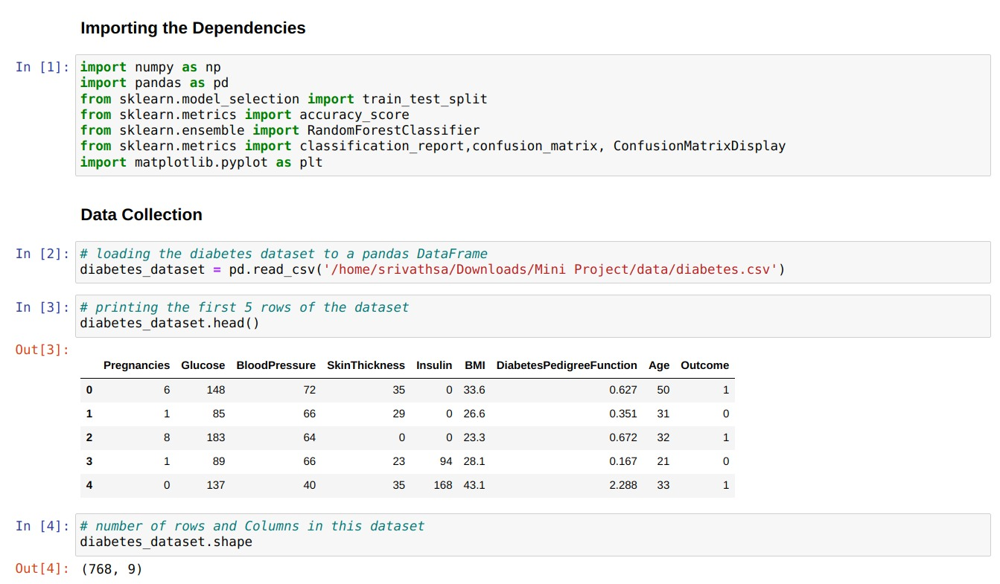 Importing the Dependencies
In [1]: import numpy as np
import pandas as pd
from sklearn.model_selection import train_test_split
from sklearn.metrics import accuracy_score
from sklearn.ensemble import RandomForestClassifier
from sklearn.metrics import classification_report,confusion_matrix, ConfusionMatrixDisplay
import matplotlib.pyplot as plt
Data Collection
In [2]: # loading the diabetes dataset to a pandas DataFrame
diabetes_dataset = pd.read_csv('/home/srivathsa/Downloads/Mini Project/data/diabetes.csv')
In [3]: # printing the first 5 rows of the dataset
diabetes_dataset.head()
Out[3]:
Pregnancies Glucose BloodPressure SkinThickness Insulin BMI DiabetesPedigreeFunction Age Outcome
0 6 148 72 35 0 33.6 0.627 50 1
1 1 85 66 29 0 26.6 0.351 31 0
2 8 183 64 0 0 23.3 0.672 32 1
3 1 89 66 23 94 28.1 0.167 21 0
4 0 137 40 35 168 43.1 2.288 33 1
In [4]: # number of rows and Columns in this dataset
diabetes_dataset.shape
Out[4]: (768, 9)